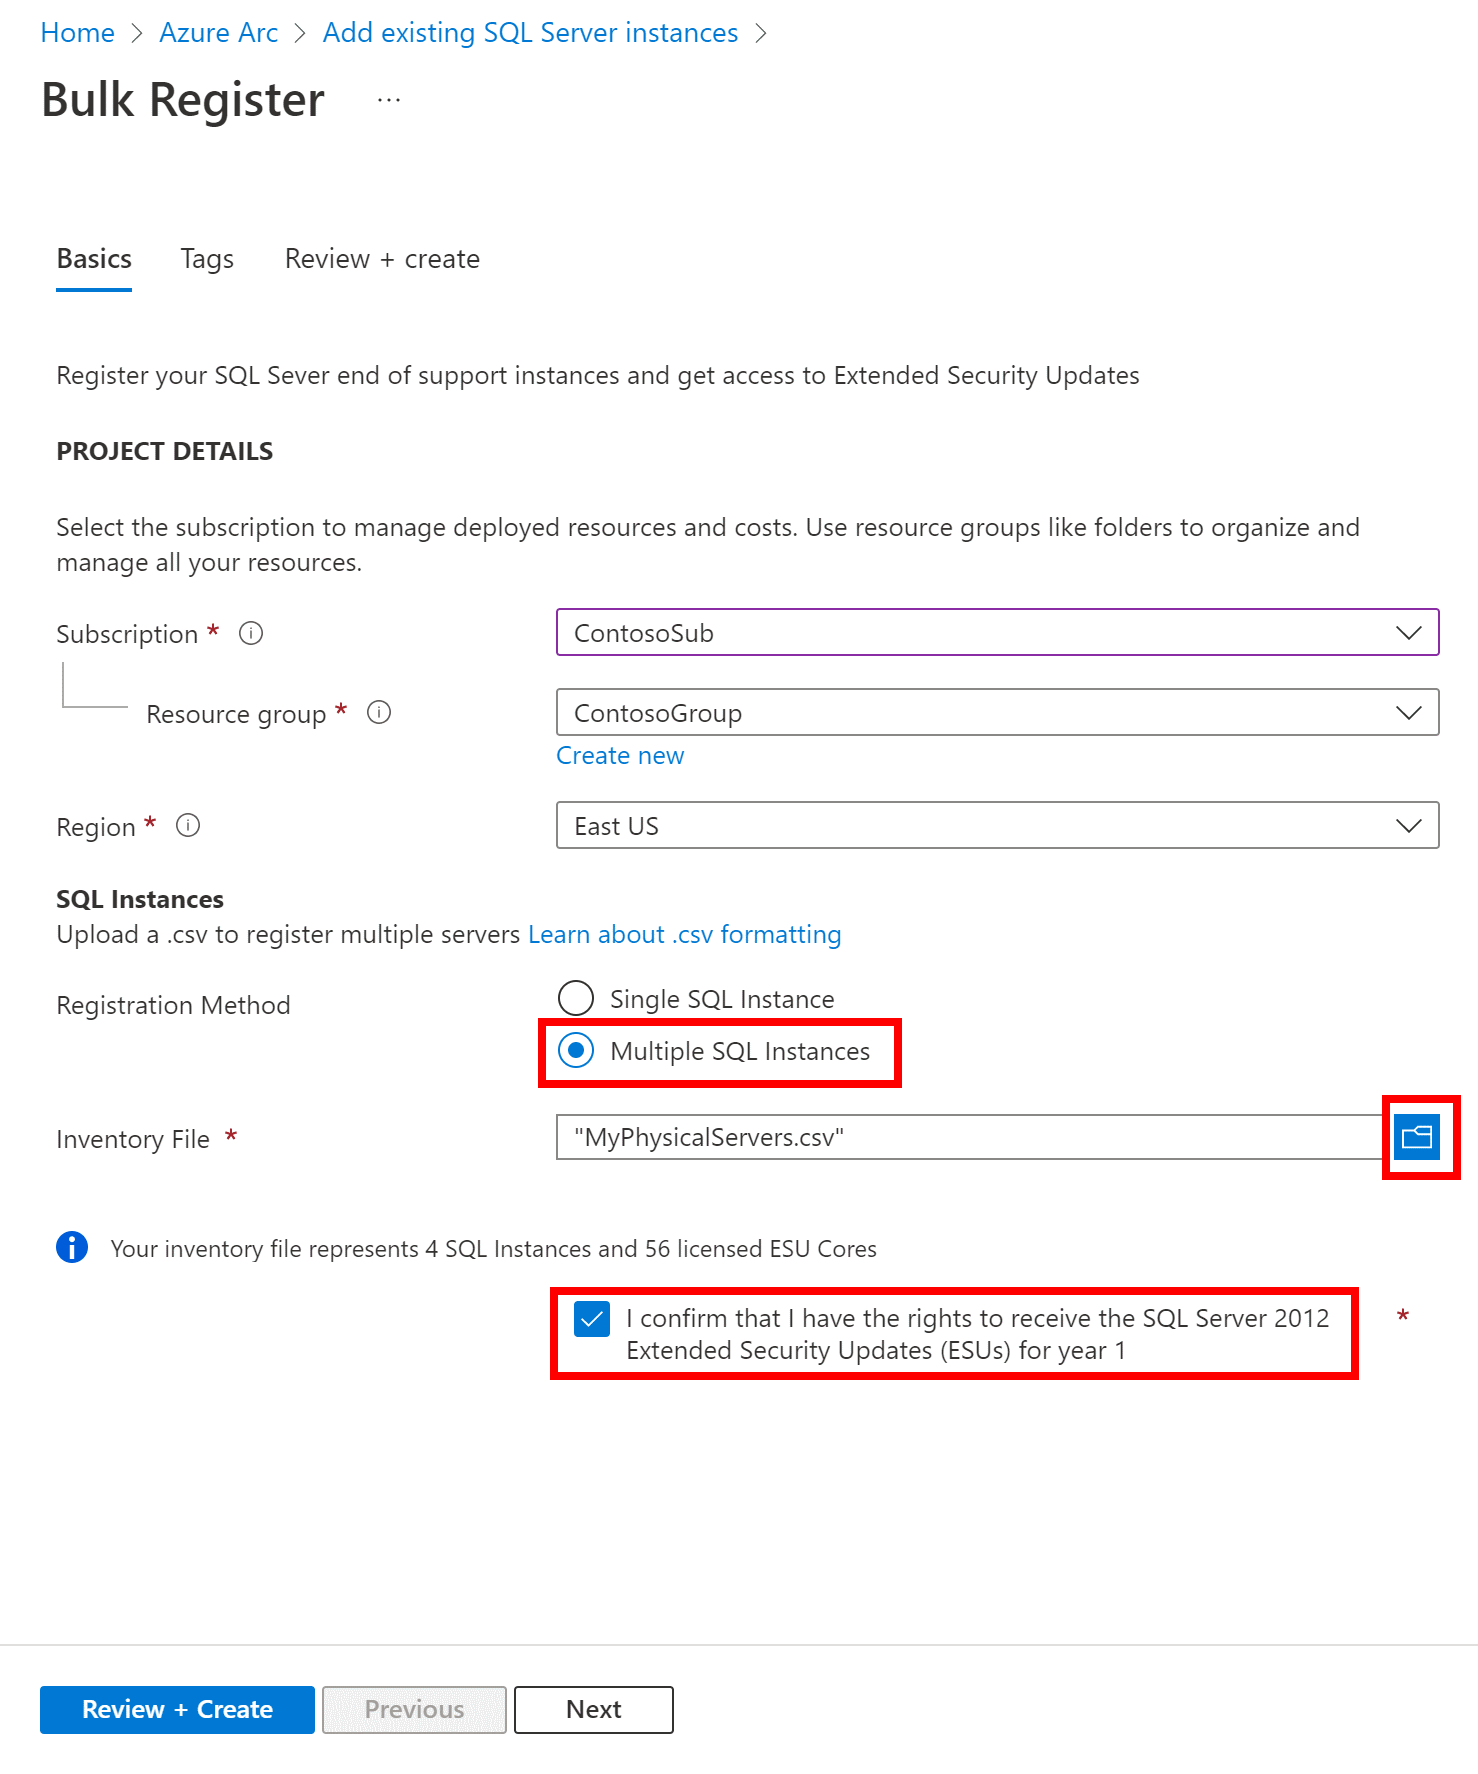 Home > Azure Arc > Add existing SQL Server instances >
Bulk Register ...
Basics Tags Review + create
Register your SQL Sever end of support instances and get access to Extended Security Updates
PROJECT DETAILS
Select the subscription to manage deployed resources and costs. Use resource groups like folders to organize and
manage all your resources.
Subscription * ContosoSub
Resource group * ContosoGroup
Create new
Region * East US
SQL Instances
Upload a .csv to register multiple servers Learn about .csv formatting
Registration Method Single SQL Instance
Multiple SQL Instances
Inventory File * "MyPhysicalServers.csv"
Your inventory file represents 4 SQL Instances and 56 licensed ESU Cores
I confirm that I have the rights to receive the SQL Server 2012 *
Extended Security Updates (ESUs) for year 1
Review + Create Previous Next